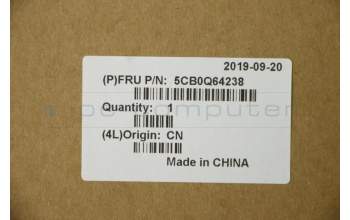 2019-09-20
(P)FRU P/N: 5CB0Q64238
Quantity: 1
(4L)Origin: CN
Made in CHINA